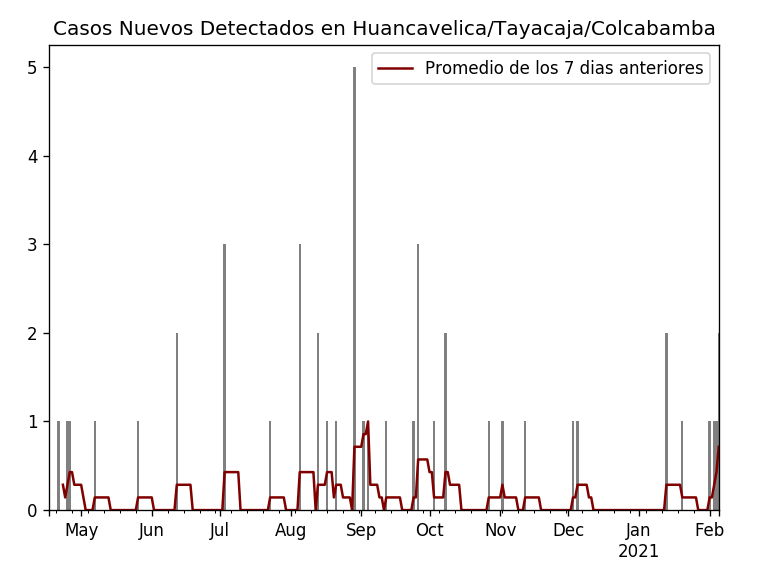 Casos Nuevos Detectados en Huancavelica/Tayacaja/Colcabamba
Promedio de los 7 dias anteriores
5
4
3
2
1
0
May Jun Jul Aug Sep Oct Nov Dec Jan Feb
2021